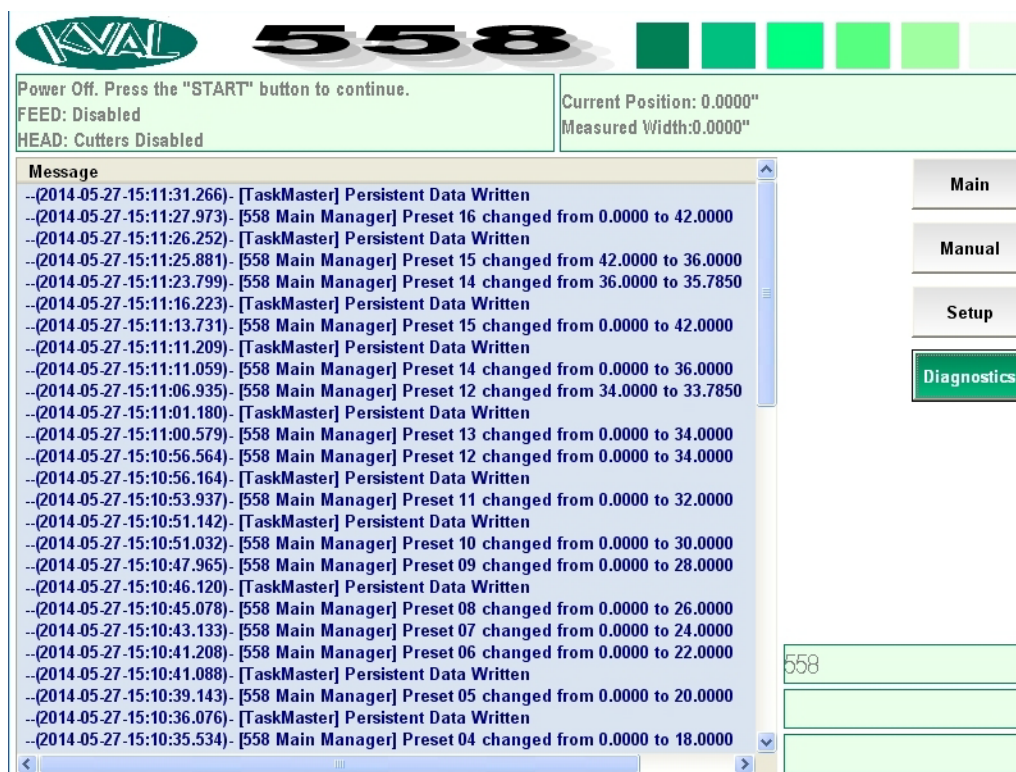 KVAL 558
Power Off. Press the "START" button to continue.
FEED: Disabled
HEAD: Cutters Disabled
Current Position: 0.0000"
Measured Width:0.0000"
Message
--(2014-05-27-15:11:31.266)- [TaskMaster] Persistent Data Written
--(2014-05-27-15:11:27.973)- [558 Main Manager] Preset 16 changed from 0.0000 to 42.0000
--(2014-05-27-15:11:26.252)- [TaskMaster] Persistent Data Written
--(2014-05-27-15:11:25.881)- [558 Main Manager] Preset 15 changed from 42.0000 to 36.0000
--(2014-05-27-15:11:23.799)- [558 Main Manager] Preset 14 changed from 36.0000 to 35.7850
--(2014-05-27-15:11:16.223)- [TaskMaster] Persistent Data Written
--(2014-05-27-15:11:13.731)- [558 Main Manager] Preset 15 changed from 0.0000 to 42.0000
--(2014-05-27-15:11:11.209)- [TaskMaster] Persistent Data Written
--(2014-05-27-15:11:11.059)- [558 Main Manager] Preset 14 changed from 0.0000 to 36.0000
--(2014-05-27-15:11:06.935)- [558 Main Manager] Preset 12 changed from 34.0000 to 33.7850
--(2014-05-27-15:11:01.180)- [TaskMaster] Persistent Data Written
--(2014-05-27-15:11:00.579)- [558 Main Manager] Preset 13 changed from 0.0000 to 34.0000
--(2014-05-27-15:10:56.564)- [558 Main Manager] Preset 12 changed from 0.0000 to 34.0000
--(2014-05-27-15:10:56.164)- [TaskMaster] Persistent Data Written
--(2014-05-27-15:10:53.937)- [558 Main Manager] Preset 11 changed from 0.0000 to 32.0000
--(2014-05-27-15:10:51.142)- [TaskMaster] Persistent Data Written
--(2014-05-27-15:10:51.032)- [558 Main Manager] Preset 10 changed from 0.0000 to 30.0000
--(2014-05-27-15:10:47.965)- [558 Main Manager] Preset 09 changed from 0.0000 to 28.0000
--(2014-05-27-15:10:46.120)- [TaskMaster] Persistent Data Written
--(2014-05-27-15:10:45.078)- [558 Main Manager] Preset 08 changed from 0.0000 to 26.0000
--(2014-05-27-15:10:43.133)- [558 Main Manager] Preset 07 changed from 0.0000 to 24.0000
--(2014-05-27-15:10:41.208)- [558 Main Manager] Preset 06 changed from 0.0000 to 22.0000
--(2014-05-27-15:10:41.088)- [TaskMaster] Persistent Data Written
--(2014-05-27-15:10:39.143)- [558 Main Manager] Preset 05 changed from 0.0000 to 20.0000
--(2014-05-27-15:10:36.076)- [TaskMaster] Persistent Data Written
--(2014-05-27-15:10:35.534)- [558 Main Manager] Preset 04 changed from 0.0000 to 18.0000
Main
Manual
Setup
Diagnostics
558